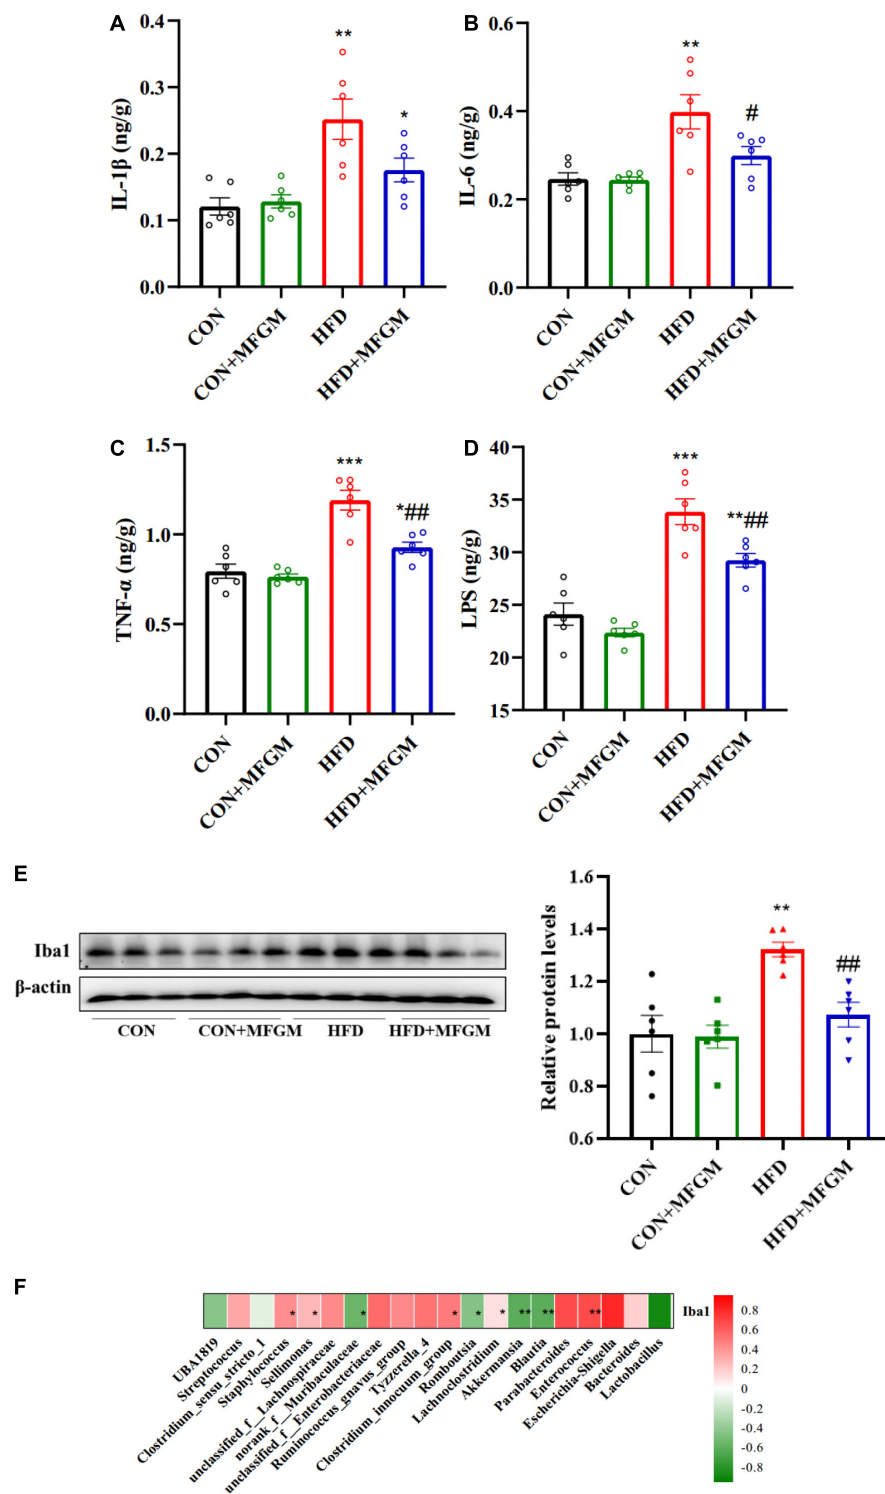 A
IL-1β (ng/g)
0.4
0.3
0.2
0.1
0.0
**
*
CON
CON+MFGM
HFD
HFD+MFGM
B
IL-6 (ng/g)
0.6
0.4
0.2
0.0
**
#
CON
CON+MFGM
HFD
HFD+MFGM
C
TNF-α (ng/g)
1.5
1.0
0.5
0.0
***
*##
CON
CON+MFGM
HFD
HFD+MFGM
D
LPS (ng/g)
40
35
30
25
20
15
***
**##
CON
CON+MFGM
HFD
HFD+MFGM
E
Iba1
β-actin
CON CON+MFGM HFD HFD+MFGM
Relative protein levels
1.6
1.4
1.2
1.0
0.8
0.6
**
##
CON
CON+MFGM
HFD
HFD+MFGM
F
* * * * * * ** ** **
Iba1
UBA1819
Streptococcus
Clostridium_sensu_stricto_1
Staphylococcus
Sellimonas
unclassified_f__Lachnospiraceae
norank_f__Muribaculaceae
unclassified_f__Enterobacteriaceae
Ruminococcus_gnavus_group
Tyzzerella_4
Clostridium_innocuum_group
Romboutsia
Lachnoclostridium
Akkermansia
Blautia
Parabacteroides
Enterococcus
Escherichia-Shigella
Bacteroides
Lactobacillus
0.8
0.6
0.4
0.2
0
-0.2
-0.4
-0.6
-0.8